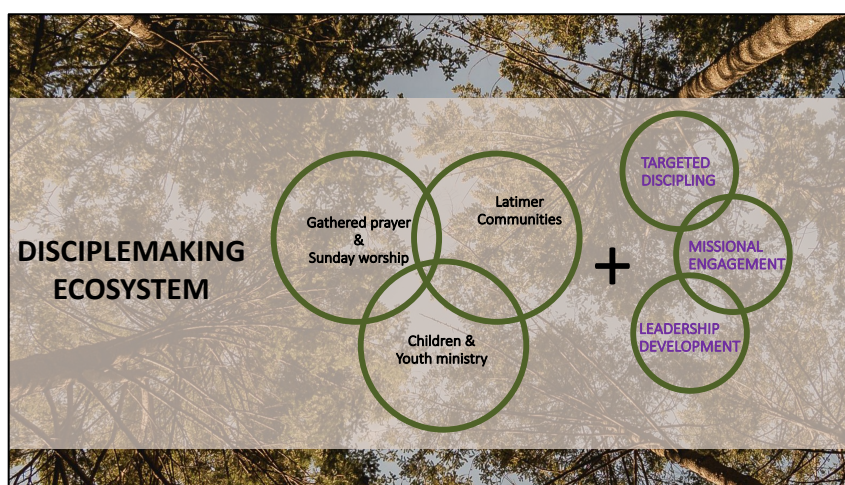 DISCIPLEMAKING
ECOSYSTEM
Gathered prayer
&
Sunday worship
Latimer
Communities
Children &
Youth ministry
+
TARGETED
DISCIPLING
MISSIONAL
ENGAGEMENT
LEADERSHIP
DEVELOPMENT